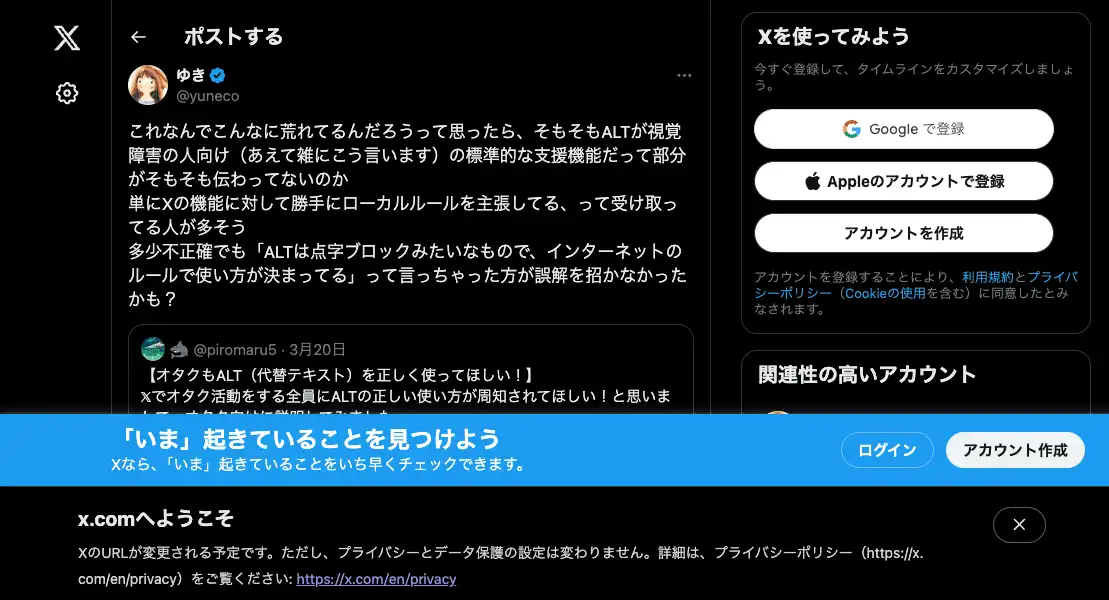 ポストする
ゆき
@yuneco
これなんでこんなに荒れてるんだろうって思ったら、そもそもALTが視覚
障害の人向け（あえて雑にこう言います）の標準的な支援機能だって部分
がそもそも伝わってないのか
単にXの機能に対して勝手にローカルルールを主張してる、って受け取っ
てる人が多そう
多少不正確でも「ALTは点字ブロックみたいなもので、インターネットの
ルールで使い方が決まってる」って言っちゃった方が誤解を招かなかった
かも？
@piromaru5 · 3月20日
【オタクもALT（代替テキスト）を正しく使ってほしい！】
𝕏でオタク活動をする全員にALTの正しい使い方が周知されてほしい！と思いま
Xを使ってみよう
今すぐ登録して、タイムラインをカスタマイズしましょ
う。
Google で登録
Appleのアカウントで登録
アカウントを作成
アカウントを登録することにより、利用規約とプライバ
シーポリシー（Cookieの使用を含む）に同意したとみ
なされます。
関連性の高いアカウント
「いま」起きていることを見つけよう
Xなら、「いま」起きていることをいち早くチェックできます。
ログイン
アカウント作成
x.comへようこそ
XのURLが変更される予定です。ただし、プライバシーとデータ保護の設定は変わりません。詳細は、プライバシーポリシー（https://x.
com/en/privacy）をご覧ください: https://x.com/en/privacy